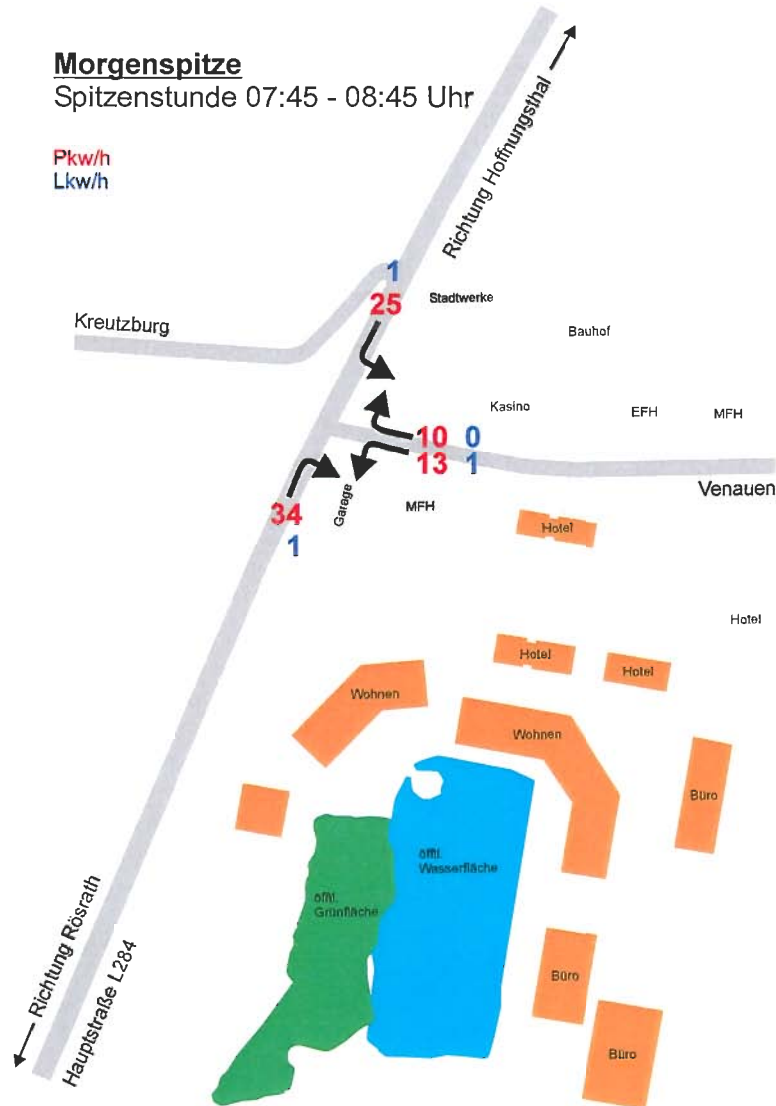 Morgenspitze
Spitzenstunde 07:45 - 08:45 Uhr
Pkw/h
Lkw/h
Richtung Hoffnungsthal
1
25
Stadtwerke
Kreutzburg
Bauhof
Kasino
EFH
MFH
10 0
13 1
Venauen
34
1
Garage
MFH
Hotel
Hotel
Hotel
Hotel
Wohnen
Wohnen
Büro
öfftl.
Wasserfläche
öfftl.
Grünfläche
Büro
Büro
Richtung Rösrath
Hauptstraße L284